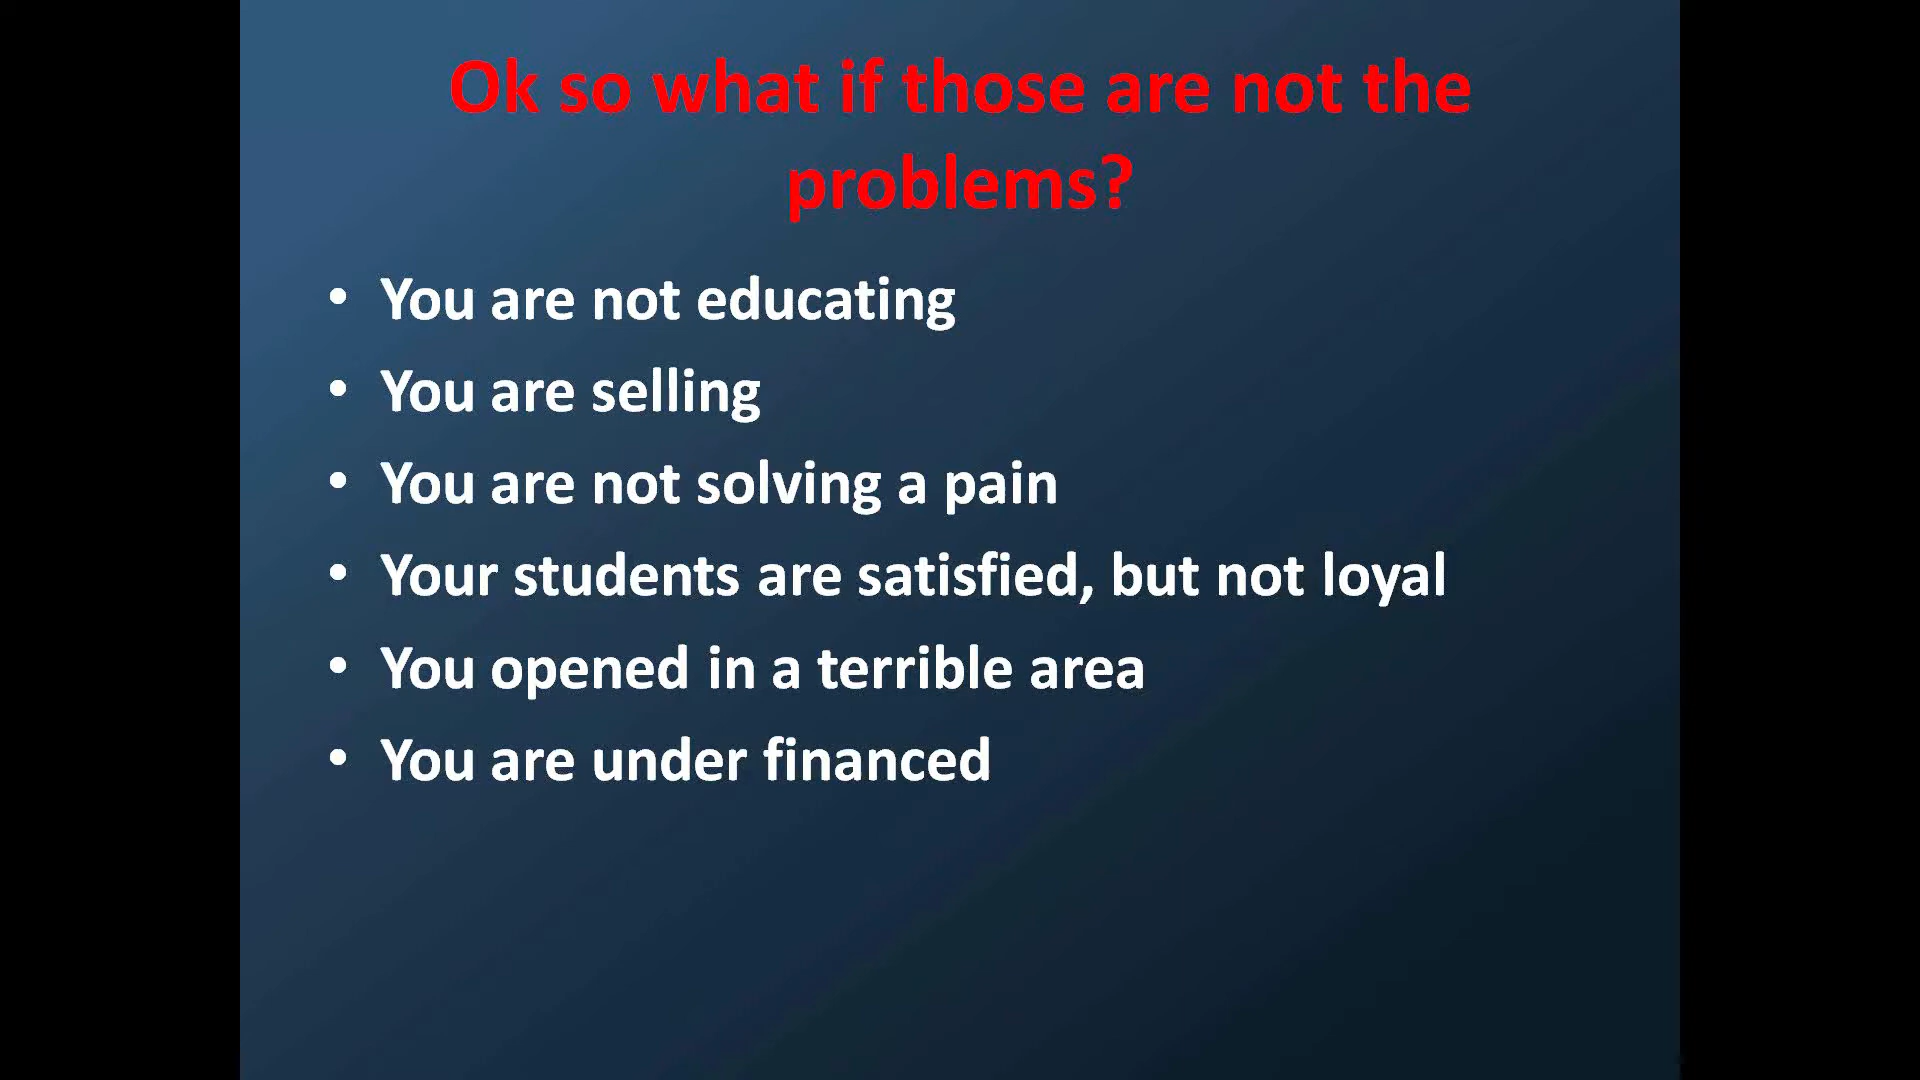 Ok so what if those are not the
problems?
• You are not educating
• You are selling
• You are not solving a pain
• Your students are satisfied, but not loyal
• You opened in a terrible area
• You are under financed